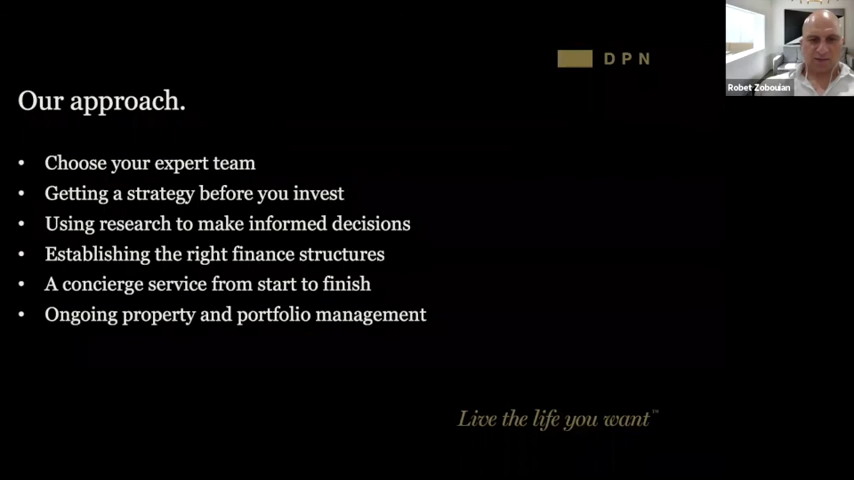 DPN
Robet Zobouian
Our approach.
• Choose your expert team
• Getting a strategy before you invest
• Using research to make informed decisions
• Establishing the right finance structures
• A concierge service from start to finish
• Ongoing property and portfolio management
Live the life you want™